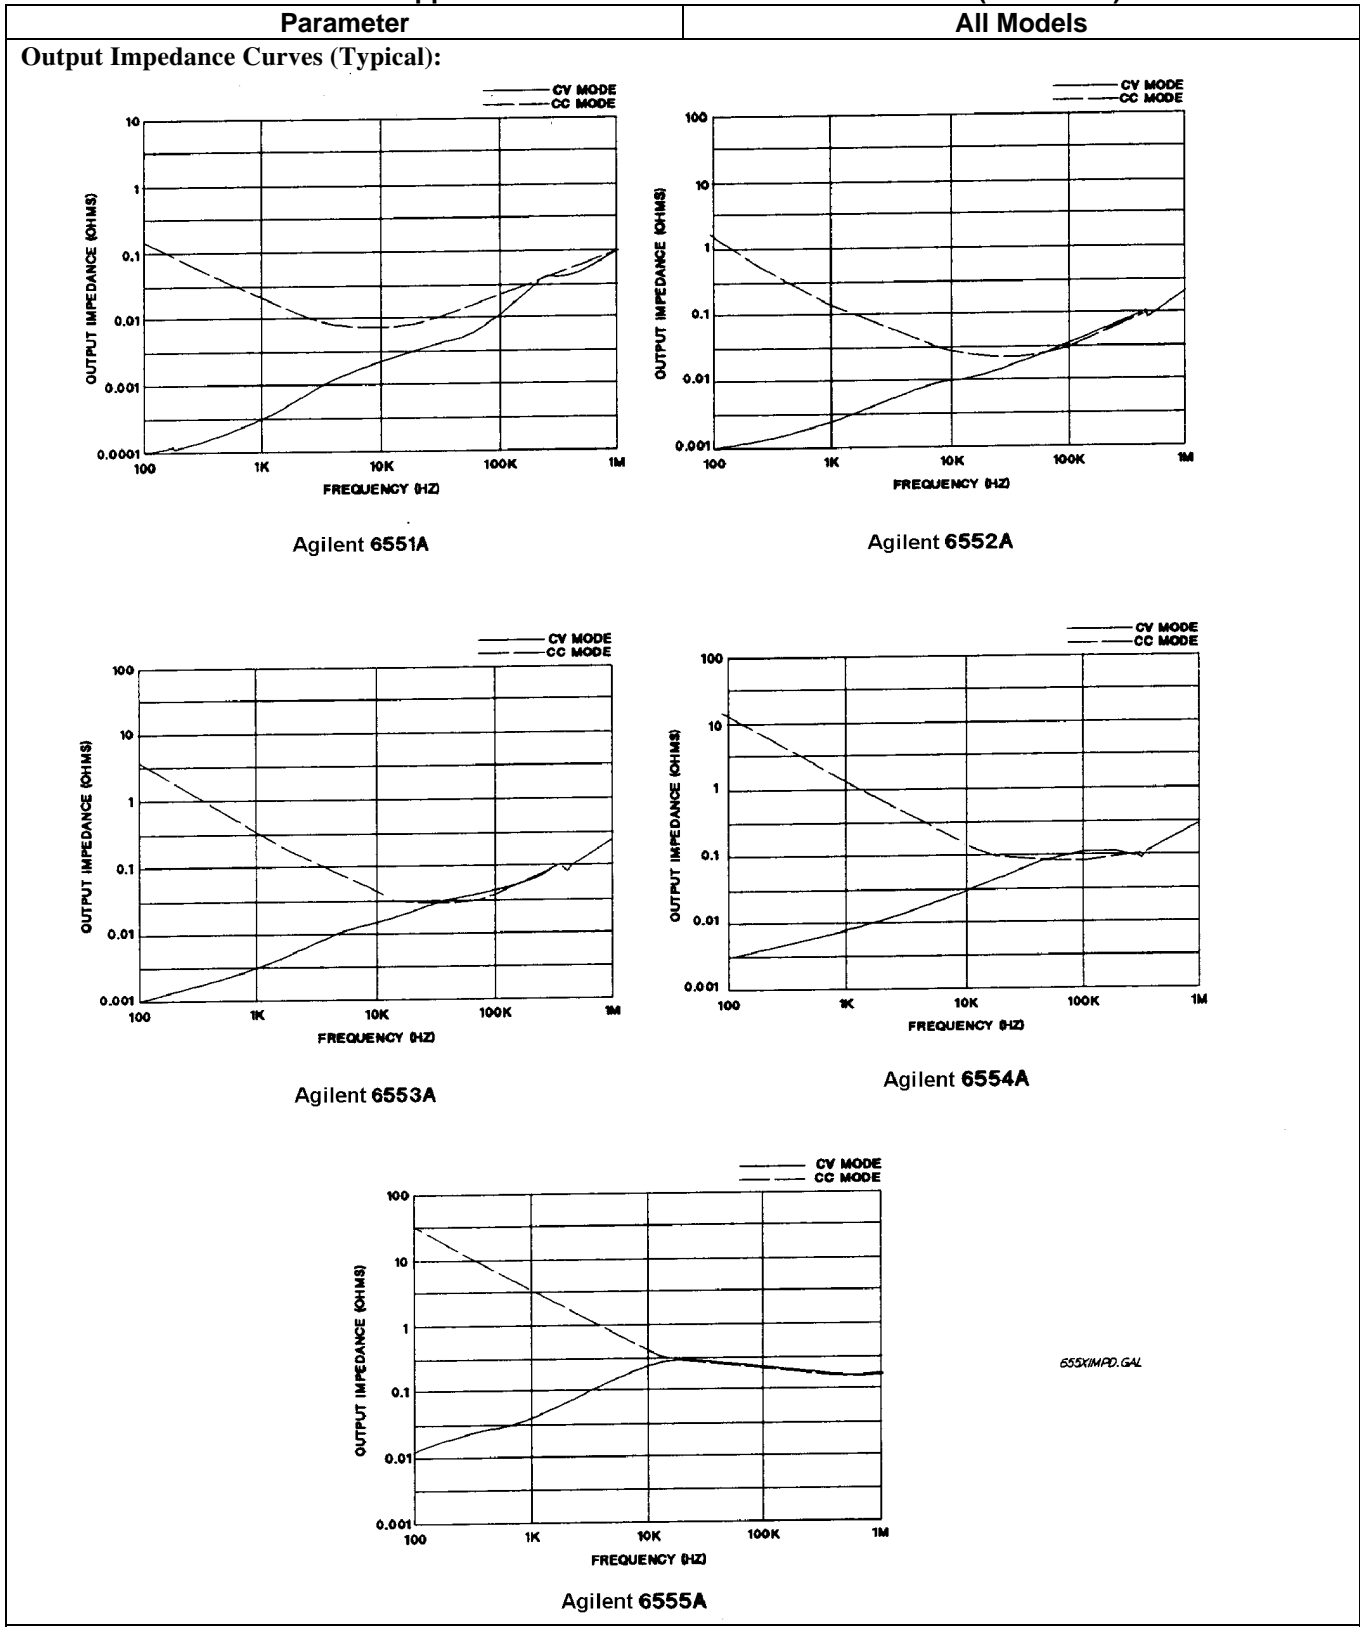 Parameter All Models
Output Impedance Curves (Typical):
CV MODE
CC MODE
10
1
0.1
0.01
0.001
0.0001
OUTPUT IMPEDANCE (OHMS)
100 1K 10K 100K 1M
FREQUENCY (HZ)
Agilent 6551A
CV MODE
CC MODE
100
10
1
0.1
0.01
0.001
OUTPUT IMPEDANCE (OHMS)
100 1K 10K 100K 1M
FREQUENCY (HZ)
Agilent 6552A
CV MODE
CC MODE
100
10
1
0.1
0.01
0.001
OUTPUT IMPEDANCE (OHMS)
100 1K 10K 100K 1M
FREQUENCY (HZ)
Agilent 6553A
CV MODE
CC MODE
100
10
1
0.1
0.01
0.001
OUTPUT IMPEDANCE (OHMS)
100 1K 10K 100K 1M
FREQUENCY (HZ)
Agilent 6554A
CV MODE
CC MODE
100
10
1
0.1
0.01
0.001
OUTPUT IMPEDANCE (OHMS)
100 1K 10K 100K 1M
FREQUENCY (HZ)
Agilent 6555A
655XIMPD.GAL